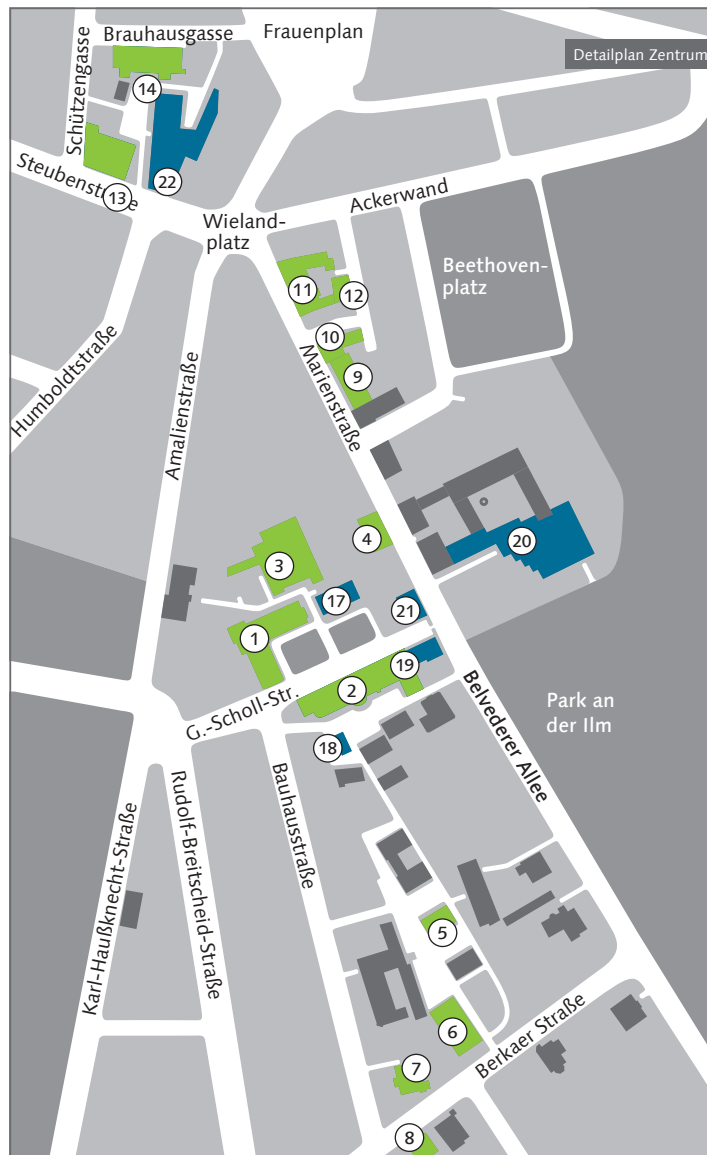 Brauhausgasse
Frauenplan
Detailplan Zentrum
Schützengasse
14
Steubenstraße
13
22
Wieland-
platz
Ackerwand
Beethoven-
platz
11
12
10
9
Marienstraße
Humboldtstraße
Amalienstraße
4
3
20
17
21
1
19
2
G.-Scholl-Str.
18
Belvederer Allee
Park an
der Ilm
Bauhausstraße
Rudolf-Breitscheid-Straße
Karl-Haußknecht-Straße
5
6
7
8
Berkaer Straße